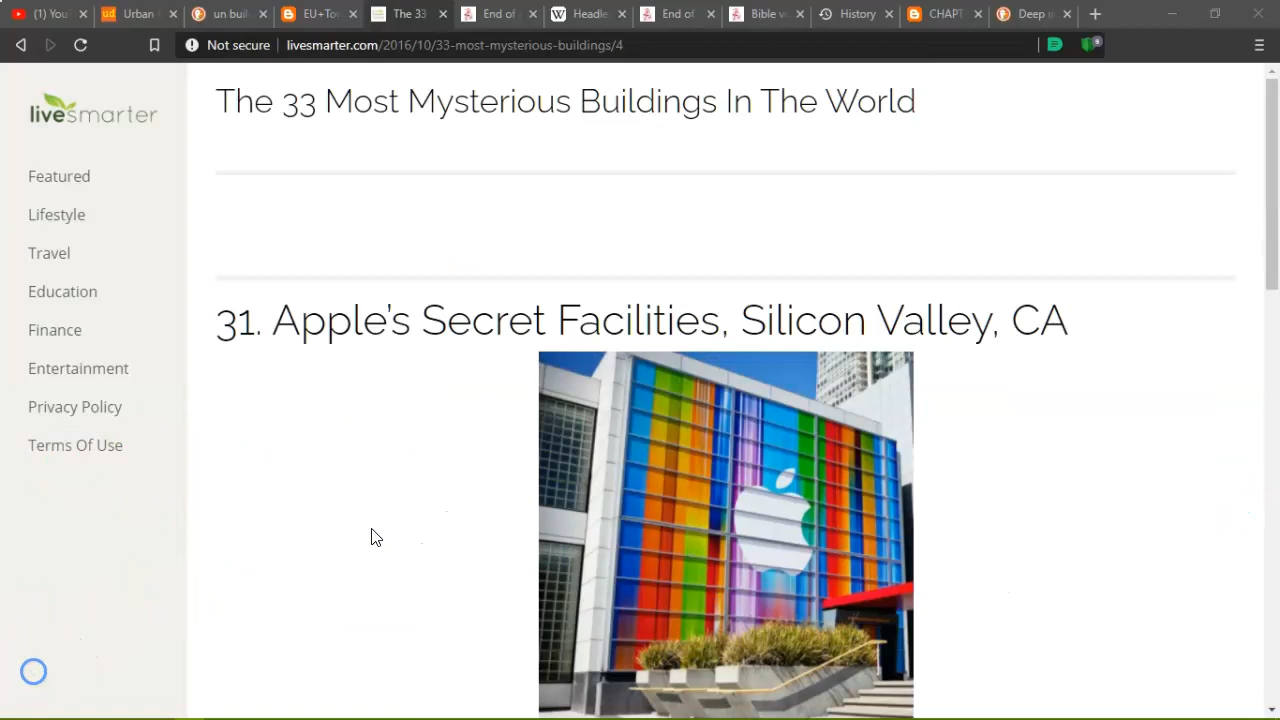 (1) You
Urban
un buil
EU+Tov
The 33
End of
Headle
End of
Bible v
History
CHAPT
Deep u
Not secure
livesmarter.com/2016/10/33-most-mysterious-buildings/4
livesmarter
Featured
Lifestyle
Travel
Education
Finance
Entertainment
Privacy Policy
Terms Of Use
The 33 Most Mysterious Buildings In The World
31. Apple's Secret Facilities, Silicon Valley, CA